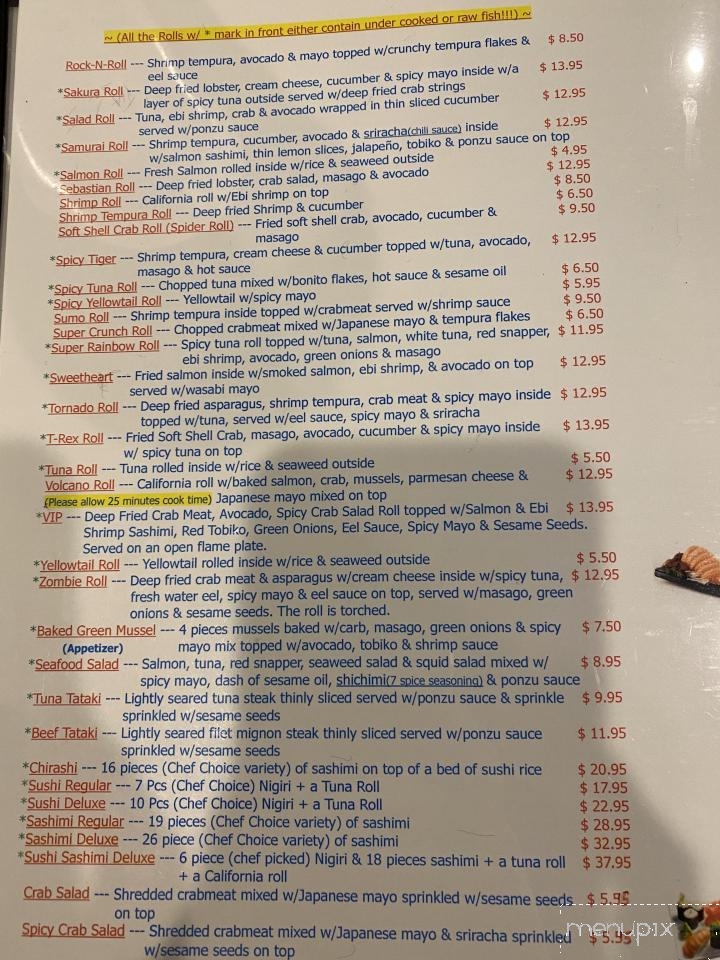 ~ (All the Rolls w/ * mark in front either contain under cooked or raw fish!!!) ~
Rock-N-Roll --- Shrimp tempura, avocado & mayo topped w/crunchy tempura flakes & $ 8.50
eel sauce
*Sakura Roll --- Deep fried lobster, cream cheese, cucumber & spicy mayo inside w/a $ 13.95
layer of spicy tuna outside served w/deep fried crab strings
*Salad Roll --- Tuna, ebi shrimp, crab & avocado wrapped in thin sliced cucumber $ 12.95
served w/ponzu sauce
*Samurai Roll --- Shrimp tempura, cucumber, avocado & sriracha(chili sauce) inside $ 12.95
w/salmon sashimi, thin lemon slices, jalapeño, tobiko & ponzu sauce on top
*Salmon Roll --- Fresh Salmon rolled inside w/rice & seaweed outside $ 4.95
Sebastian Roll --- Deep fried lobster, crab salad, masago & avocado $ 12.95
Shrimp Roll --- California roll w/Ebi shrimp on top $ 8.50
Shrimp Tempura Roll --- Deep fried Shrimp & cucumber $ 6.50
Soft Shell Crab Roll (Spider Roll) --- Fried soft shell crab, avocado, cucumber & $ 9.50
masago
*Spicy Tiger --- Shrimp tempura, cream cheese & cucumber topped w/tuna, avocado, $ 12.95
masago & hot sauce
*Spicy Tuna Roll --- Chopped tuna mixed w/bonito flakes, hot sauce & sesame oil $ 6.50
*Spicy Yellowtail Roll --- Yellowtail w/spicy mayo $ 5.95
Sumo Roll --- Shrimp tempura inside topped w/crabmeat served w/shrimp sauce $ 9.50
Super Crunch Roll --- Chopped crabmeat mixed w/Japanese mayo & tempura flakes $ 6.50
*Super Rainbow Roll --- Spicy tuna roll topped w/tuna, salmon, white tuna, red snapper, $ 11.95
ebi shrimp, avocado, green onions & masago
*Sweetheart --- Fried salmon inside w/smoked salmon, ebi shrimp, & avocado on top $ 12.95
served w/wasabi mayo
*Tornado Roll --- Deep fried asparagus, shrimp tempura, crab meat & spicy mayo inside $ 12.95
topped w/tuna, served w/eel sauce, spicy mayo & sriracha
*T-Rex Roll --- Fried Soft Shell Crab, masago, avocado, cucumber & spicy mayo inside $ 13.95
w/ spicy tuna on top
*Tuna Roll --- Tuna rolled inside w/rice & seaweed outside $ 5.50
Volcano Roll --- California roll w/baked salmon, crab, mussels, parmesan cheese & $ 12.95
(Please allow 25 minutes cook time) Japanese mayo mixed on top
*VIP --- Deep Fried Crab Meat, Avocado, Spicy Crab Salad Roll topped w/Salmon & Ebi $ 13.95
Shrimp Sashimi, Red Tobiko, Green Onions, Eel Sauce, Spicy Mayo & Sesame Seeds.
Served on an open flame plate.
*Yellowtail Roll --- Yellowtail rolled inside w/rice & seaweed outside $ 5.50
*Zombie Roll --- Deep fried crab meat & asparagus w/cream cheese inside w/spicy tuna, $ 12.95
fresh water eel, spicy mayo & eel sauce on top, served w/masago, green
onions & sesame seeds. The roll is torched.
*Baked Green Mussel --- 4 pieces mussels baked w/carb, masago, green onions & spicy $ 7.50
(Appetizer) mayo mix topped w/avocado, tobiko & shrimp sauce
*Seafood Salad --- Salmon, tuna, red snapper, seaweed salad & squid salad mixed w/ $ 8.95
spicy mayo, dash of sesame oil, shichimi(7 spice seasoning) & ponzu sauce
*Tuna Tataki --- Lightly seared tuna steak thinly sliced served w/ponzu sauce & sprinkle $ 9.95
sprinkled w/sesame seeds
*Beef Tataki --- Lightly seared filet mignon steak thinly sliced served w/ponzu sauce $ 11.95
sprinkled w/sesame seeds
*Chirashi --- 16 pieces (Chef Choice variety) of sashimi on top of a bed of sushi rice $ 20.95
*Sushi Regular --- 7 Pcs (Chef Choice) Nigiri + a Tuna Roll $ 17.95
*Sushi Deluxe --- 10 Pcs (Chef Choice) Nigiri + a Tuna Roll $ 22.95
*Sashimi Regular --- 19 pieces (Chef Choice variety) of sashimi $ 28.95
*Sashimi Deluxe --- 26 piece (Chef Choice variety) of sashimi $ 32.95
*Sushi Sashimi Deluxe --- 6 piece (chef picked) Nigiri & 18 pieces sashimi + a tuna roll $ 37.95
+ a California roll
Crab Salad --- Shredded crabmeat mixed w/Japanese mayo sprinkled w/sesame seeds $ 5.95
on top
Spicy Crab Salad --- Shredded crabmeat mixed w/Japanese mayo & sriracha sprinkled $ 5.95
w/sesame seeds on top
menupix